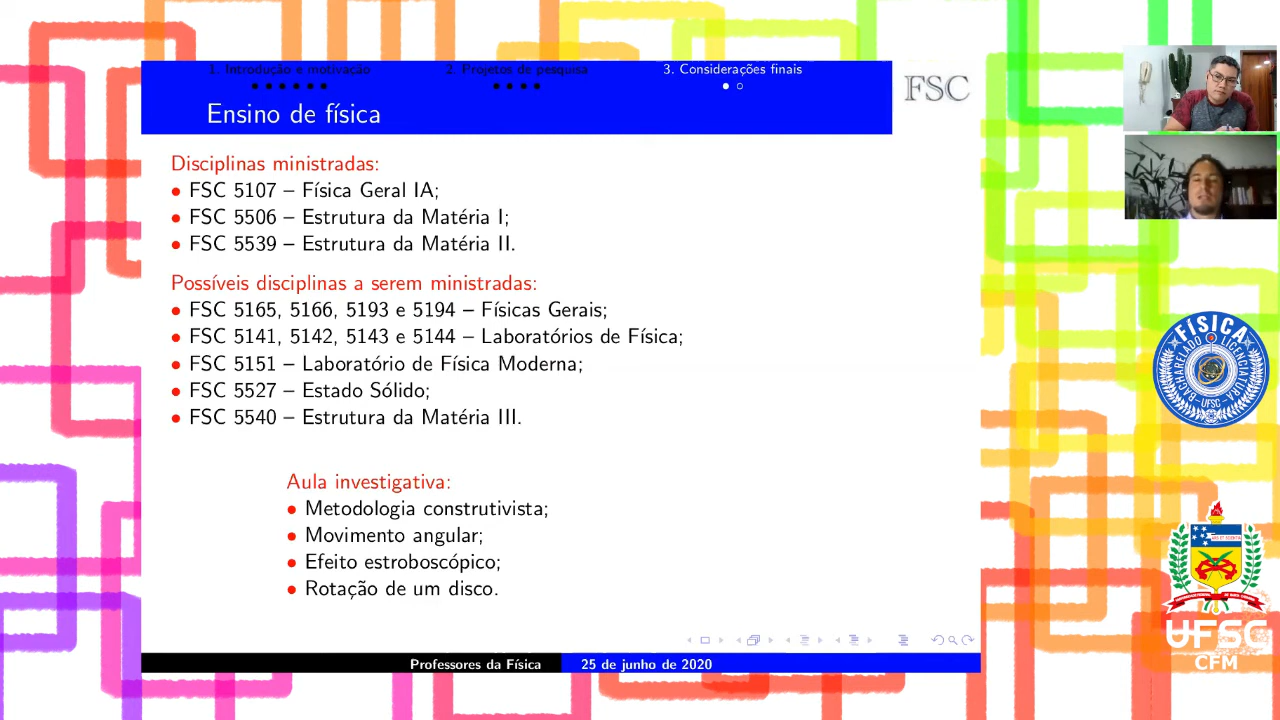 1. Introdução e motivação
2. Projetos de pesquisa
3. Considerações finais
FSC
Ensino de física
Disciplinas ministradas:
• FSC 5107 – Física Geral IA;
• FSC 5506 – Estrutura da Matéria I;
• FSC 5539 – Estrutura da Matéria II.
Possíveis disciplinas a serem ministradas:
• FSC 5165, 5166, 5193 e 5194 – Físicas Gerais;
• FSC 5141, 5142, 5143 e 5144 – Laboratórios de Física;
• FSC 5151 – Laboratório de Física Moderna;
• FSC 5527 – Estado Sólido;
• FSC 5540 – Estrutura da Matéria III.
Aula investigativa:
• Metodologia construtivista;
• Movimento angular;
• Efeito estroboscópico;
• Rotação de um disco.
Professores da Física
25 de junho de 2020
FÍSICA
BACHARELADO LICENCIATURA
- UFSC -
UFSC
CFM